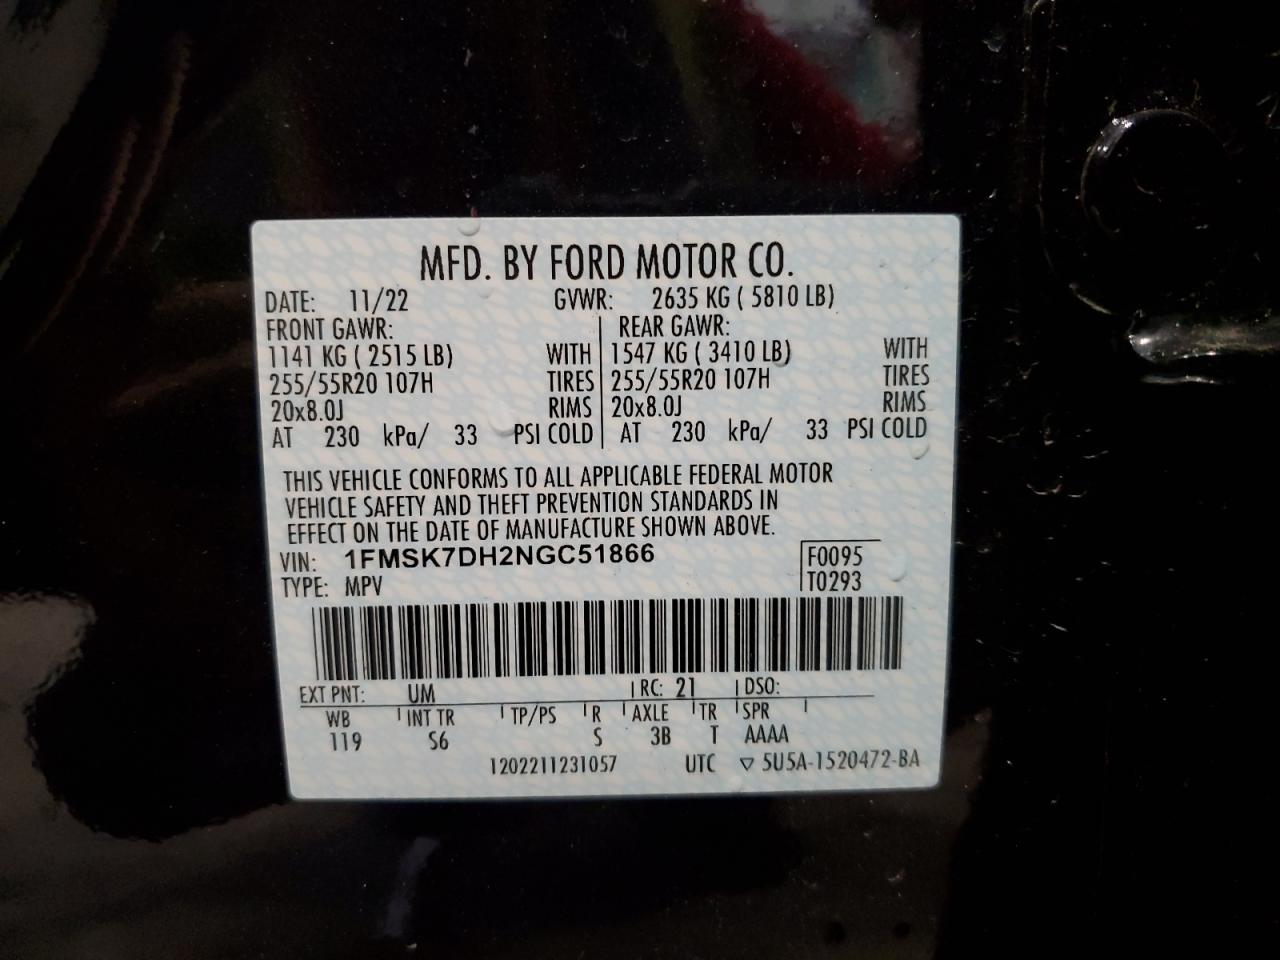 MFD. BY FORD MOTOR CO.
DATE: 11/22 GVWR: 2635 KG ( 5810 LB)
FRONT GAWR: REAR GAWR:
1141 KG ( 2515 LB) WITH 1547 KG ( 3410 LB) WITH
255/55R20 107H TIRES 255/55R20 107H TIRES
20x8.0J RIMS 20x8.0J RIMS
AT 230 kPa/ 33 PSI COLD AT 230 kPa/ 33 PSI COLD
THIS VEHICLE CONFORMS TO ALL APPLICABLE FEDERAL MOTOR
VEHICLE SAFETY AND THEFT PREVENTION STANDARDS IN
EFFECT ON THE DATE OF MANUFACTURE SHOWN ABOVE.
VIN: 1FMSK7DH2NGC51866 F0095
TYPE: MPV T0293
EXT PNT: UM RC: 21 DSO:
WB INT TR TP/PS R AXLE TR SPR
119 S6 S 3B T AAAA
1202211231057 UTC ▽ 5U5A-1520472-BA